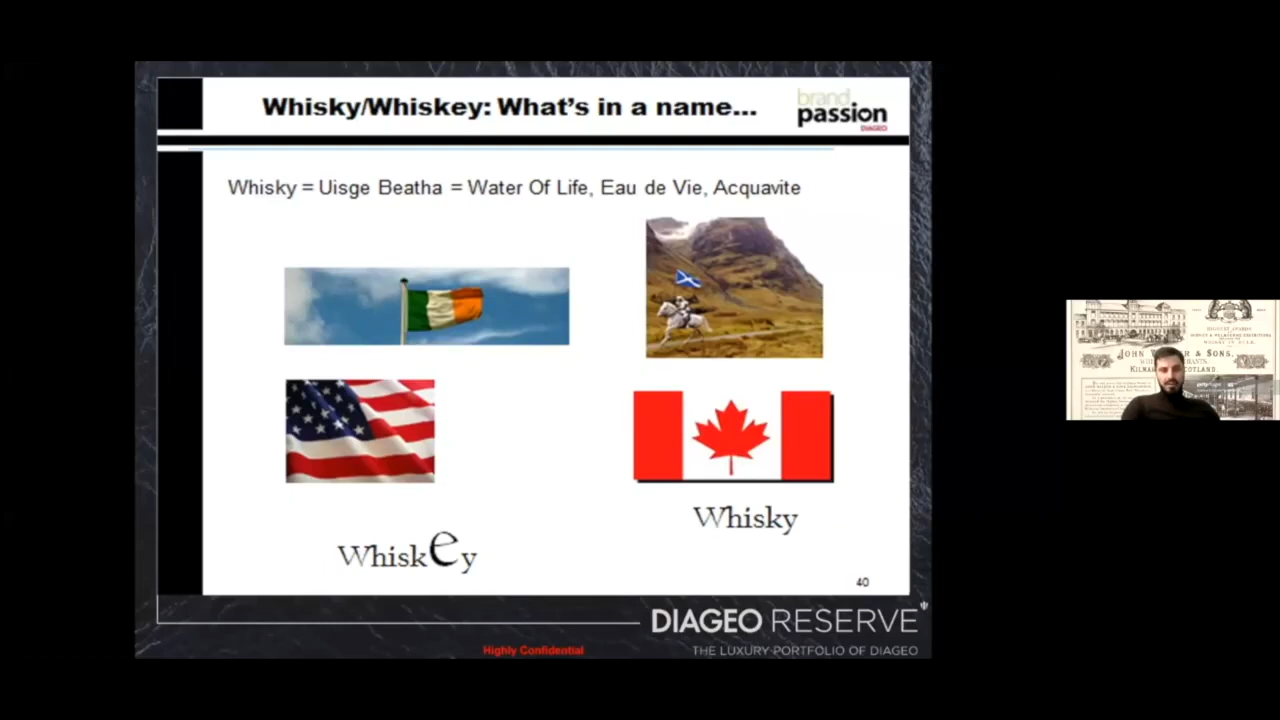 Whisky/Whiskey: What's in a name...
brand
passion
DIAGEO
Whisky = Uisge Beatha = Water Of Life, Eau de Vie, Acquavite
Whisky
Whiskey
40
DIAGEO RESERVE
Highly Confidential
THE LUXURY PORTFOLIO OF DIAGEO
& SONS,